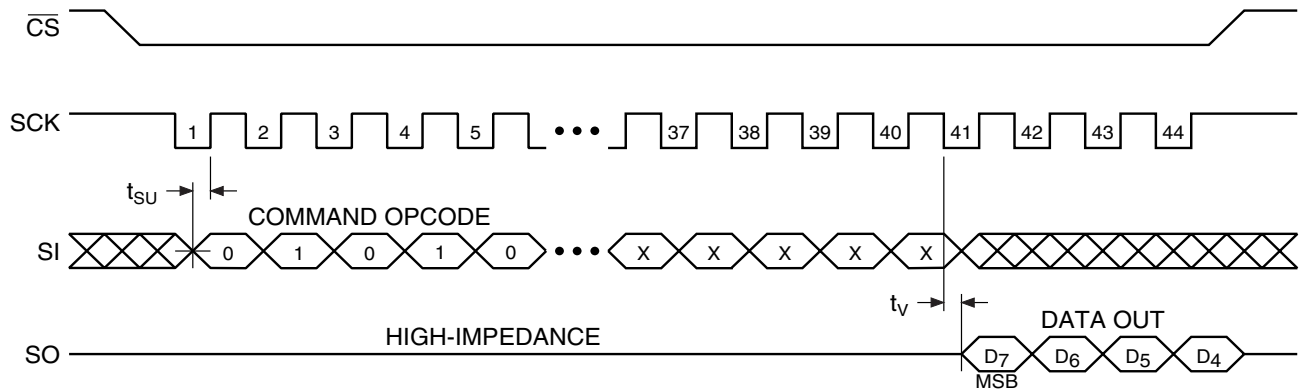 CS
SCK 1 2 3 4 5 ••• 37 38 39 40 41 42 43 44
tSU
COMMAND OPCODE
SI 0 1 0 1 0 ••• X X X X X
tV
HIGH-IMPEDANCE DATA OUT
SO D7 D6 D5 D4
MSB